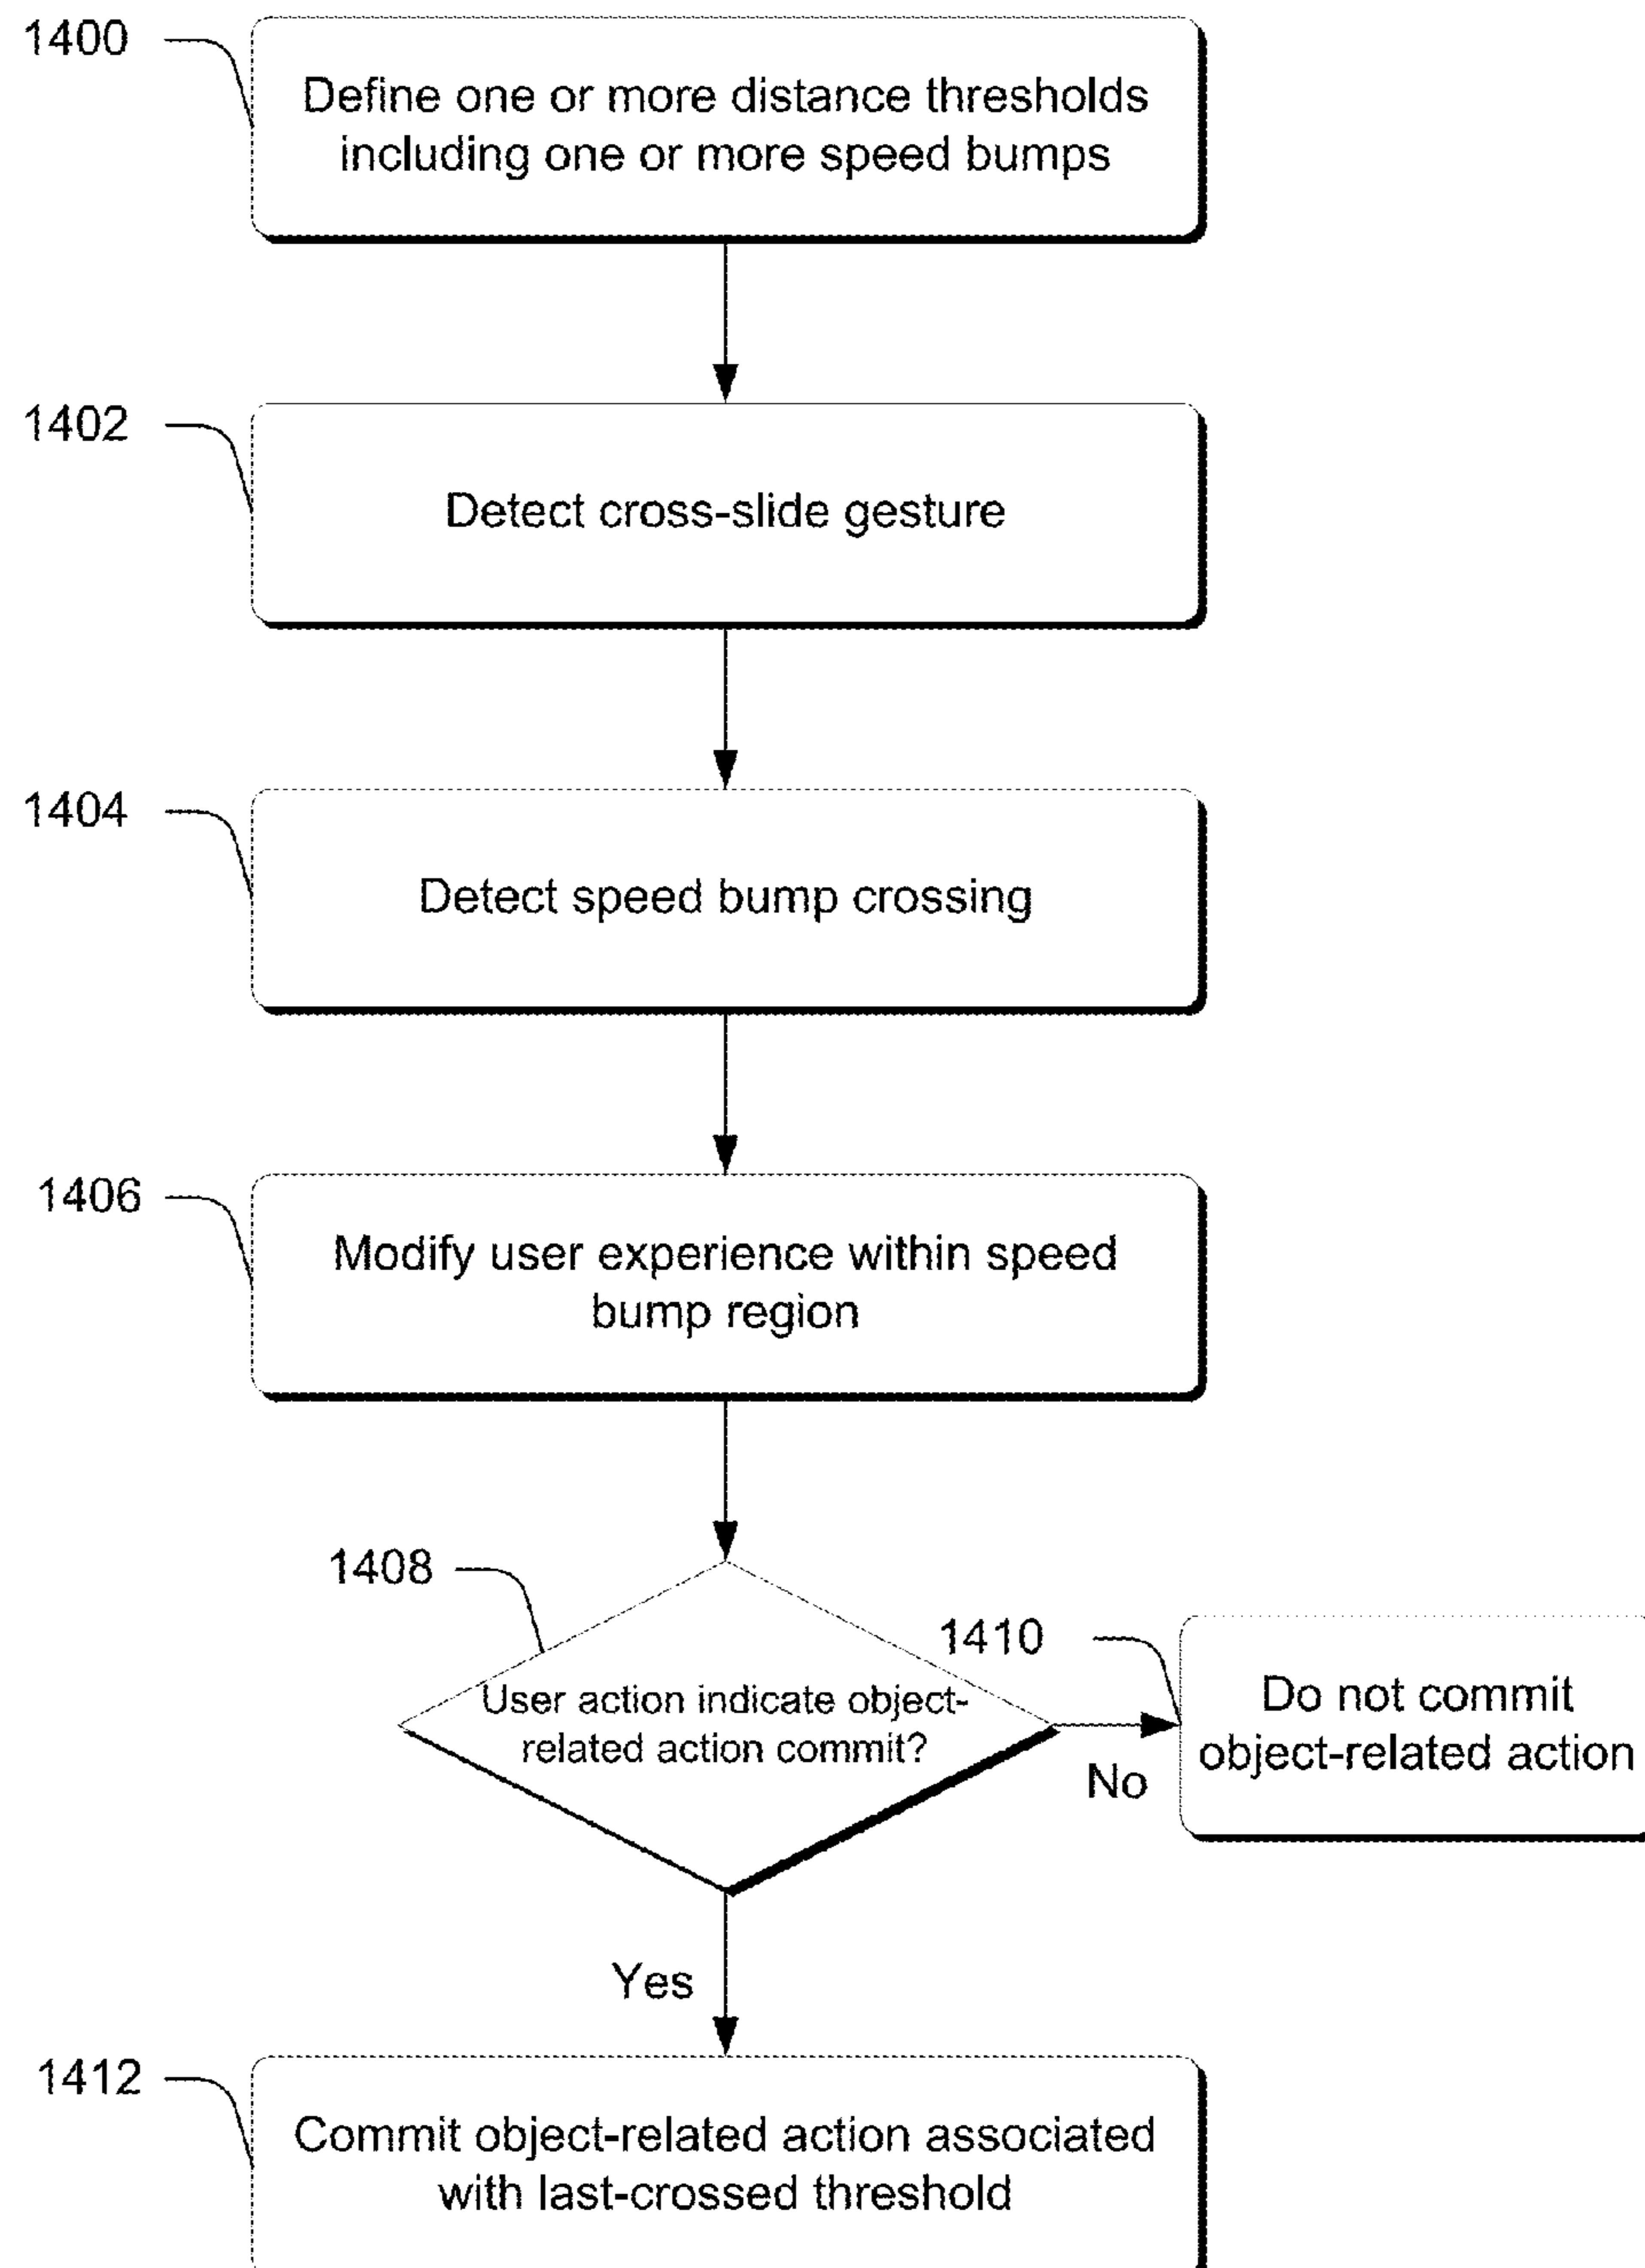 1400
Define one or more distance thresholds
including one or more speed bumps
1402
Detect cross-slide gesture
1404
Detect speed bump crossing
1406
Modify user experience within speed
bump region
1408
User action indicate object-
related action commit?
1410
Do not commit
object-related action
No
Yes
1412
Commit object-related action associated
with last-crossed threshold